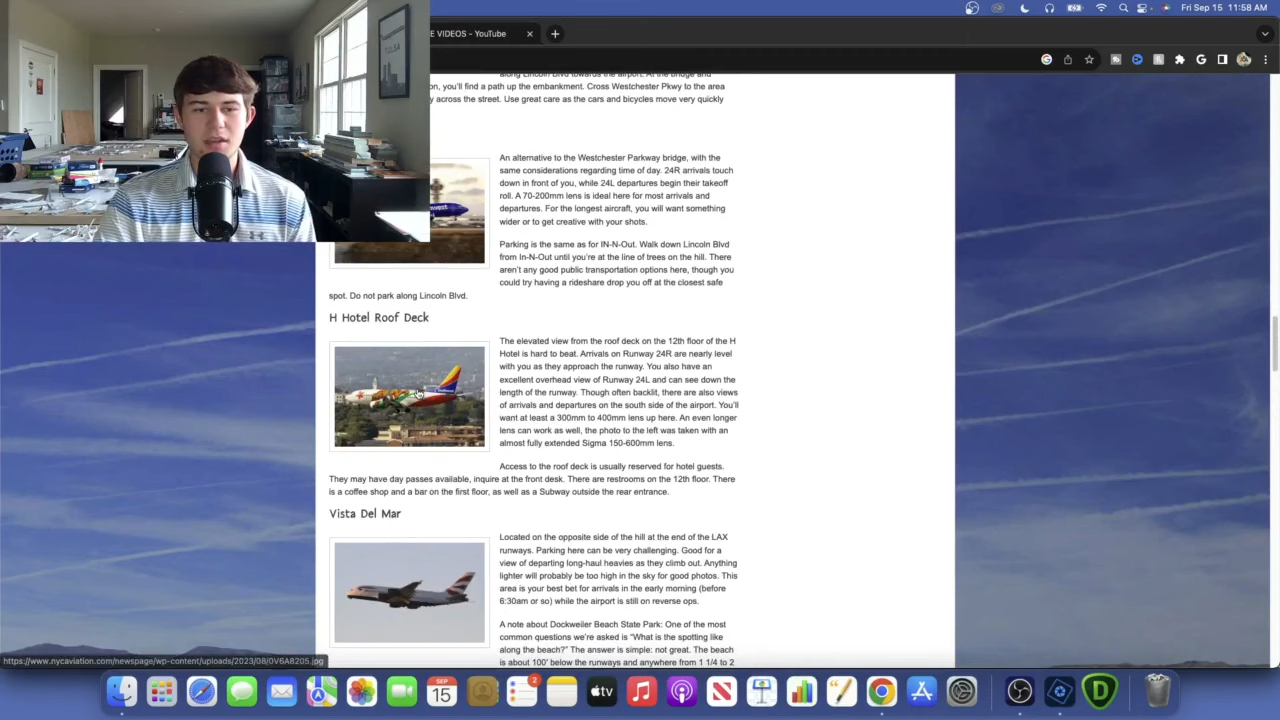 Fri Sep 15 11:58 AM
E VIDEOS - YouTube
TULSA
along Lincoln Blvd towards the airport. At the bridge and
on, you'll find a path up the embankment. Cross Westchester Pkwy to the area
y across the street. Use great care as the cars and bicycles move very quickly
An alternative to the Westchester Parkway bridge, with the
same considerations regarding time of day. 24R arrivals touch
down in front of you, while 24L departures begin their takeoff
roll. A 70-200mm lens is ideal here for most arrivals and
departures. For the longest aircraft, you will want something
wider or to get creative with your shots.
Parking is the same as for IN-N-Out. Walk down Lincoln Blvd
from In-N-Out until you're at the line of trees on the hill. There
aren't any good public transportation options here, though you
could try having a rideshare drop you off at the closest safe
spot. Do not park along Lincoln Blvd.
H Hotel Roof Deck
The elevated view from the roof deck on the 12th floor of the H
Hotel is hard to beat. Arrivals on Runway 24R are nearly level
with you as they approach the runway. You also have an
excellent overhead view of Runway 24L and can see down the
length of the runway. Though often backlit, there are also views
of arrivals and departures on the south side of the airport. You'll
want at least a 300mm to 400mm lens up here. An even longer
lens can work as well, the photo to the left was taken with an
almost fully extended Sigma 150-600mm lens.
Access to the roof deck is usually reserved for hotel guests.
They may have day passes available, inquire at the front desk. There are restrooms on the 12th floor. There
is a coffee shop and a bar on the first floor, as well as a Subway outside the rear entrance.
Vista Del Mar
Located on the opposite side of the hill at the end of the LAX
runways. Parking here can be very challenging. Good for a
view of departing long-haul heavies as they climb out. Anything
lighter will probably be too high in the sky for good photos. This
area is your best bet for arrivals in the early morning (before
6:30am or so) while the airport is still on reverse ops.
A note about Dockweiler Beach State Park: One of the most
common questions we're asked is "What is the spotting like
along the beach?" The answer is simple: not great. The beach
is about 100' below the runways and anywhere from 1 1/4 to 2
https://www.nycaviation.com/newspage/wp-content/uploads/2023/08/0V6A8205.jpg
SEP
15
2
tv